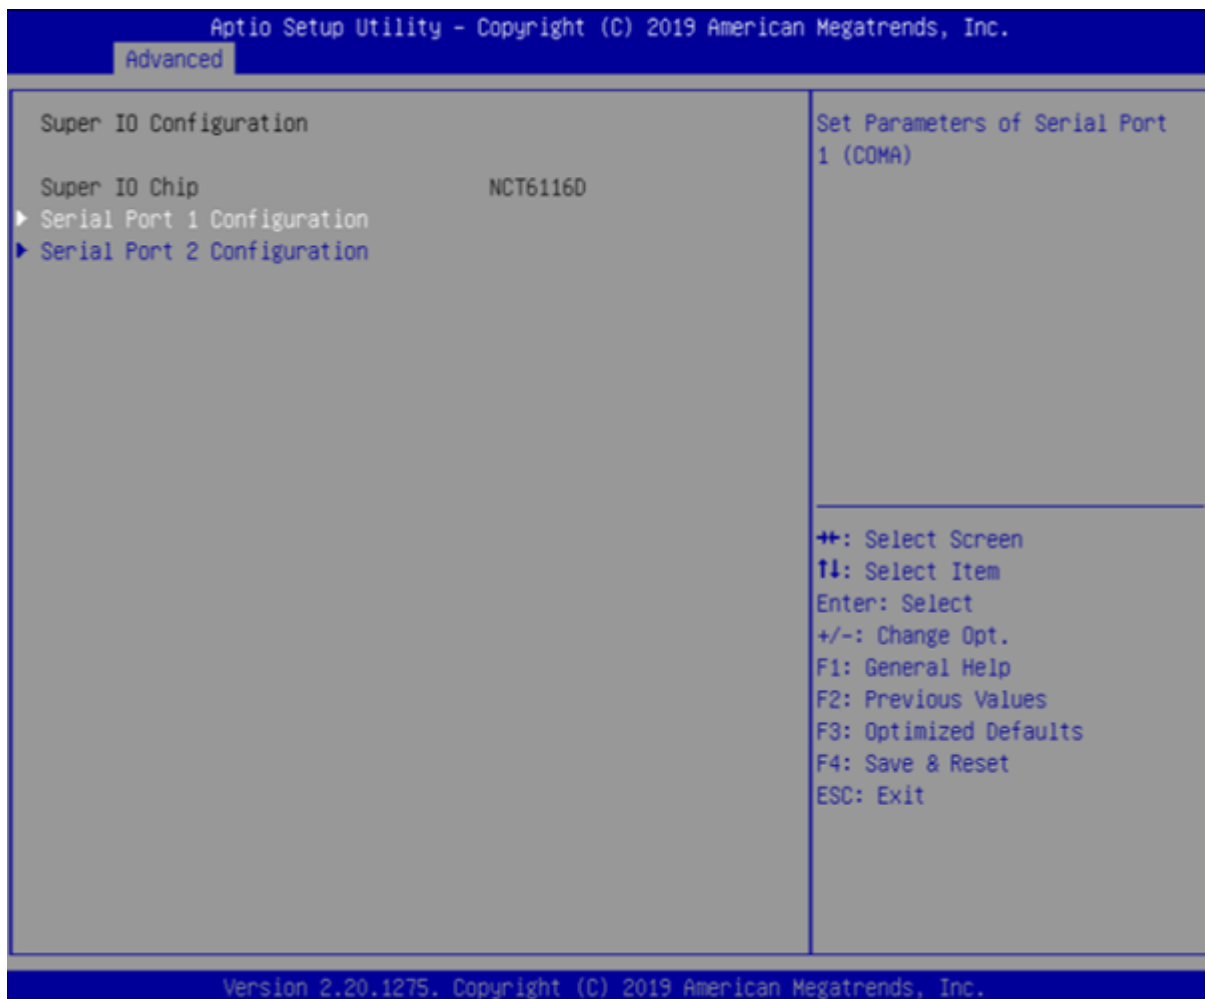 Aptio Setup Utility – Copyright (C) 2019 American Megatrends, Inc.
Advanced
Super IO Configuration
Super IO Chip NCT6116D
Serial Port 1 Configuration
Serial Port 2 Configuration
Set Parameters of Serial Port
1 (COMA)
→←: Select Screen
↑↓: Select Item
Enter: Select
+/-: Change Opt.
F1: General Help
F2: Previous Values
F3: Optimized Defaults
F4: Save & Reset
ESC: Exit
Version 2.20.1275. Copyright (C) 2019 American Megatrends, Inc.